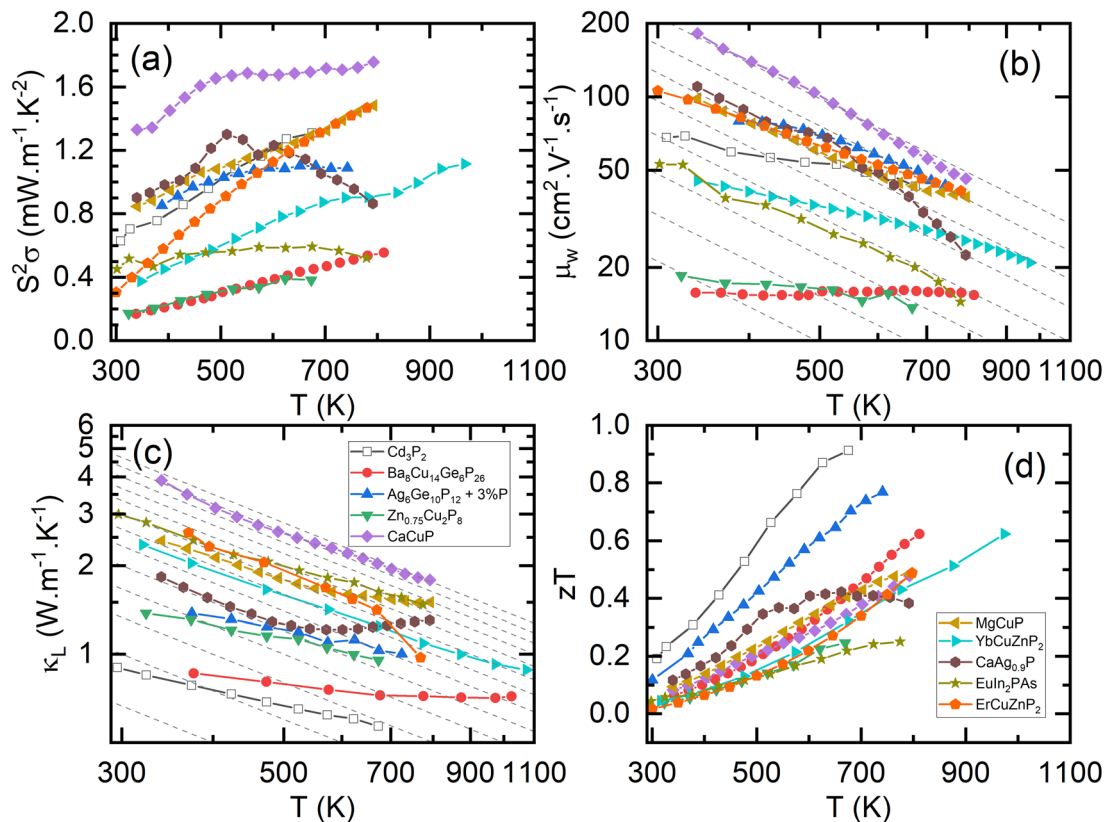 (a)
S²σ (mW.m⁻¹.K⁻²)
0.0
0.4
0.8
1.2
1.6
2.0
300
500
700
900
1100
T (K)
(b)
μ_w (cm².V⁻¹.s⁻¹)
10
20
50
100
200
300
500
700
900
1100
T (K)
(c)
κ_L (W.m⁻¹.K⁻¹)
1
2
3
4
5
6
300
500
700
900
1100
T (K)
Cd₃P₂
Ba₈Cu₁₄Ge₆P₂₆
Ag₆Ge₁₀P₁₂ + 3%P
Zn₀.₇₅Cu₂P₈
CaCuP
(d)
zT
0.0
0.2
0.4
0.6
0.8
1.0
300
500
700
900
1100
T (K)
MgCuP
YbCuZnP₂
CaAg₀.₉P
EuIn₂PAs
ErCuZnP₂